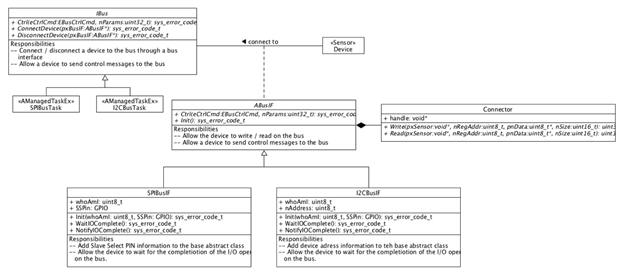 IBus
+ Ctrl(eCtrlCmd:EBusCtrlCmd, nParams:uint32_t): sys_error_code_t
+ ConnectDevice(pxBusIF:ABusIF*): sys_error_code_t
+ DisconnectDevice(pxBusIF:ABusIF*): sys_error_code_t
Responsibilities
-- Connect / disconnect a device to the bus through a bus
interface
-- Allow a device to send control messages to the bus
connect to
«Sensor»
Device
«AManagedTaskEx»
SPIBusTask
«AManagedTaskEx»
I2CBusTask
ABusIF
+ Ctrl(eCtrlCmd:EBusCtrlCmd, nParams:uint32_t): sys_error_cod
+ Init(): sys_error_code_t
Responsibilities
-- Allow the device to write / read on the bus
-- Allow a device to send control messages to the bus
Connector
+ handle: void*
+ Write(pxSensor:void*, nRegAddr:uint8_t, pnData:uint8_t*, nSize:uint16_t): uint3
+ Read(pxSensor:void*, nRegAddr:uint8_t, pnData:uint8_t*, nSize:uint16_t): uint3
SPIBusIF
+ whoAmI: uint8_t
+ SSPin: GPIO
+ Init(whoAmI: uint8_t, SSPin: GPIO): sys_error_code_t
+ WaitIOComplete(): sys_error_code_t
+ NotifyIOComplete(): sys_error_code_t
Responsibilities
-- Add Slave Select PIN information to the base abstract class
-- Allow the device to wait for the completiotion of the I/O oper
on the bus.
I2CBusIF
+ whoAmI: uint8_t
+ nAddress: uint8_t
+ Init(whoAmI: uint8_t, SSPin: GPIO): sys_error_code_t
+ WaitIOComplete(): sys_error_code_t
+ NotifyIOComplete(): sys_error_code_t
Responsibilities
-- Add device adress information to teh base abstract class
-- Allow the device to wait for the completiotion of the I/O oper
on the bus.